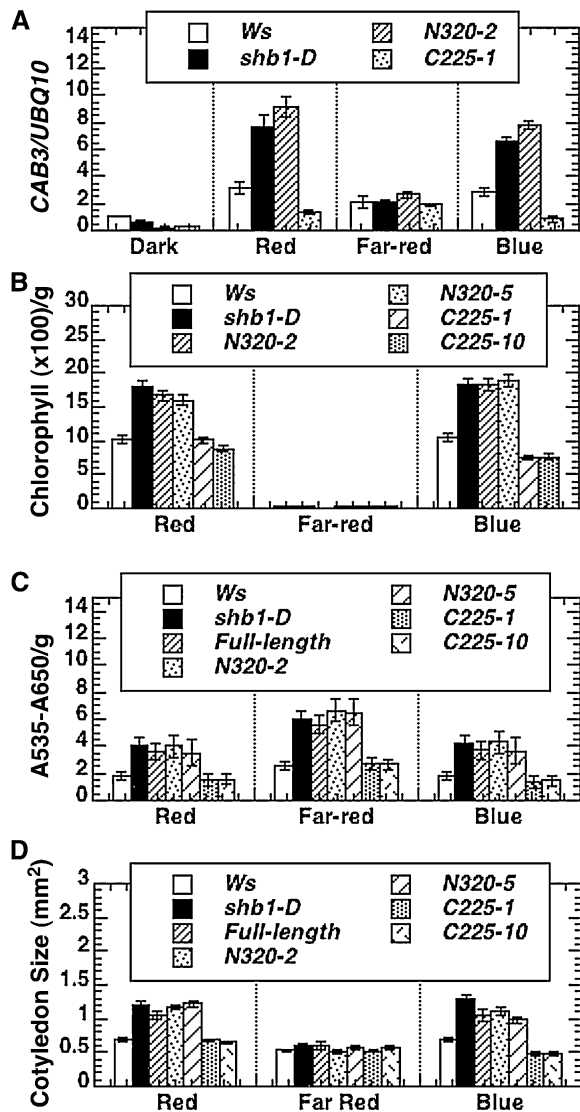 A
Ws
N320-2
shb1-D
C225-1
CAB3/UBQ10
14
12
10
8
6
4
2
0
Dark
Red
Far-red
Blue
B
Ws
N320-5
shb1-D
C225-1
N320-2
C225-10
Chlorophyll (x100)/g
30
25
20
15
10
5
0
Red
Far-red
Blue
C
Ws
N320-5
shb1-D
C225-1
Full-length
C225-10
N320-2
A535-A650/g
14
12
10
8
6
4
2
0
Red
Far-red
Blue
D
Ws
N320-5
shb1-D
C225-1
Full-length
C225-10
N320-2
Cotyledon Size (mm²)
3
2.5
2
1.5
1
0.5
0
Red
Far Red
Blue